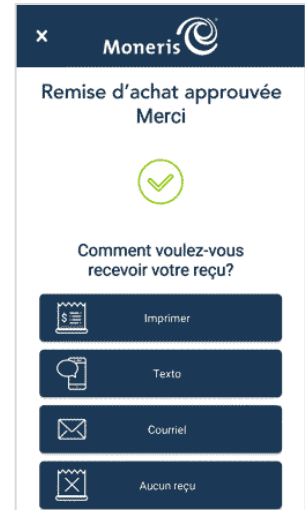 ×
Moneris
Remise d'achat approuvée
Merci
Comment voulez-vous
recevoir votre reçu?
Imprimer
Texto
Courriel
Aucun reçu